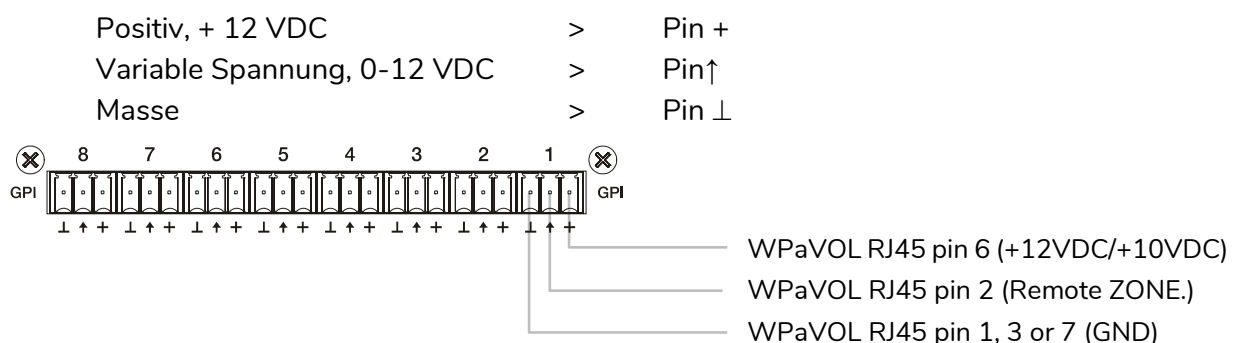 Positiv, + 12 VDC > Pin +
Variable Spannung, 0-12 VDC > Pin↑
Masse > Pin ⊥
8 7 6 5 4 3 2 1
GPI GPI
⊥ ↑ + ⊥ ↑ + ⊥ ↑ + ⊥ ↑ + ⊥ ↑ + ⊥ ↑ + ⊥ ↑ + ⊥ ↑ +
WPaVOL RJ45 pin 6 (+12VDC/+10VDC)
WPaVOL RJ45 pin 2 (Remote ZONE.)
WPaVOL RJ45 pin 1, 3 or 7 (GND)